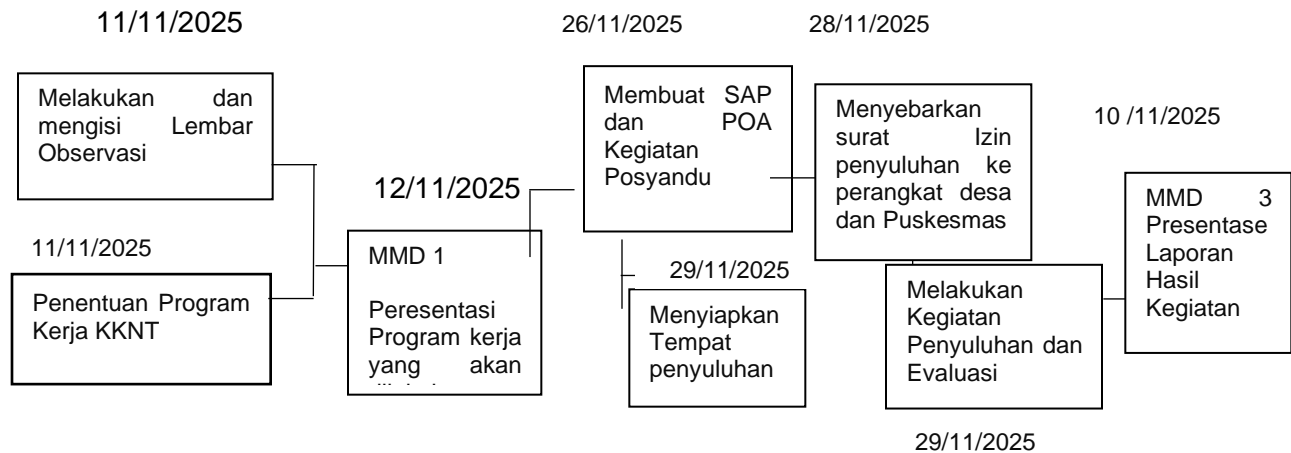 11/11/2025
Melakukan dan
mengisi Lembar
Observasi
11/11/2025
Penentuan Program
Kerja KKNT
12/11/2025
MMD 1
Peresentasi
Program kerja
yang akan
26/11/2025
Membuat SAP
dan POA
Kegiatan
Posyandu
29/11/2025
Menyiapkan
Tempat
penyuluhan
28/11/2025
Menyebarkan
surat Izin
penyuluhan ke
perangkat desa
dan Puskesmas
Melakukan
Kegiatan
Penyuluhan dan
Evaluasi
29/11/2025
10 /11/2025
MMD 3
Presentase
Laporan
Hasil
Kegiatan